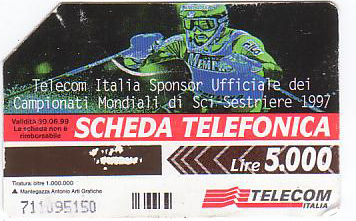 Telecom Italia Sponsor Ufficiale dei
Campionati Mondiali di Sci Sestriere 1997
Validità 30.06.99
La scheda non è
rimborsabile
SCHEDA TELEFONICA
Lire 5.000
Tiratura: oltre 1.000.000
Mantegazza Antonio Arti Grafiche
711095150
TELECOM
ITALIA